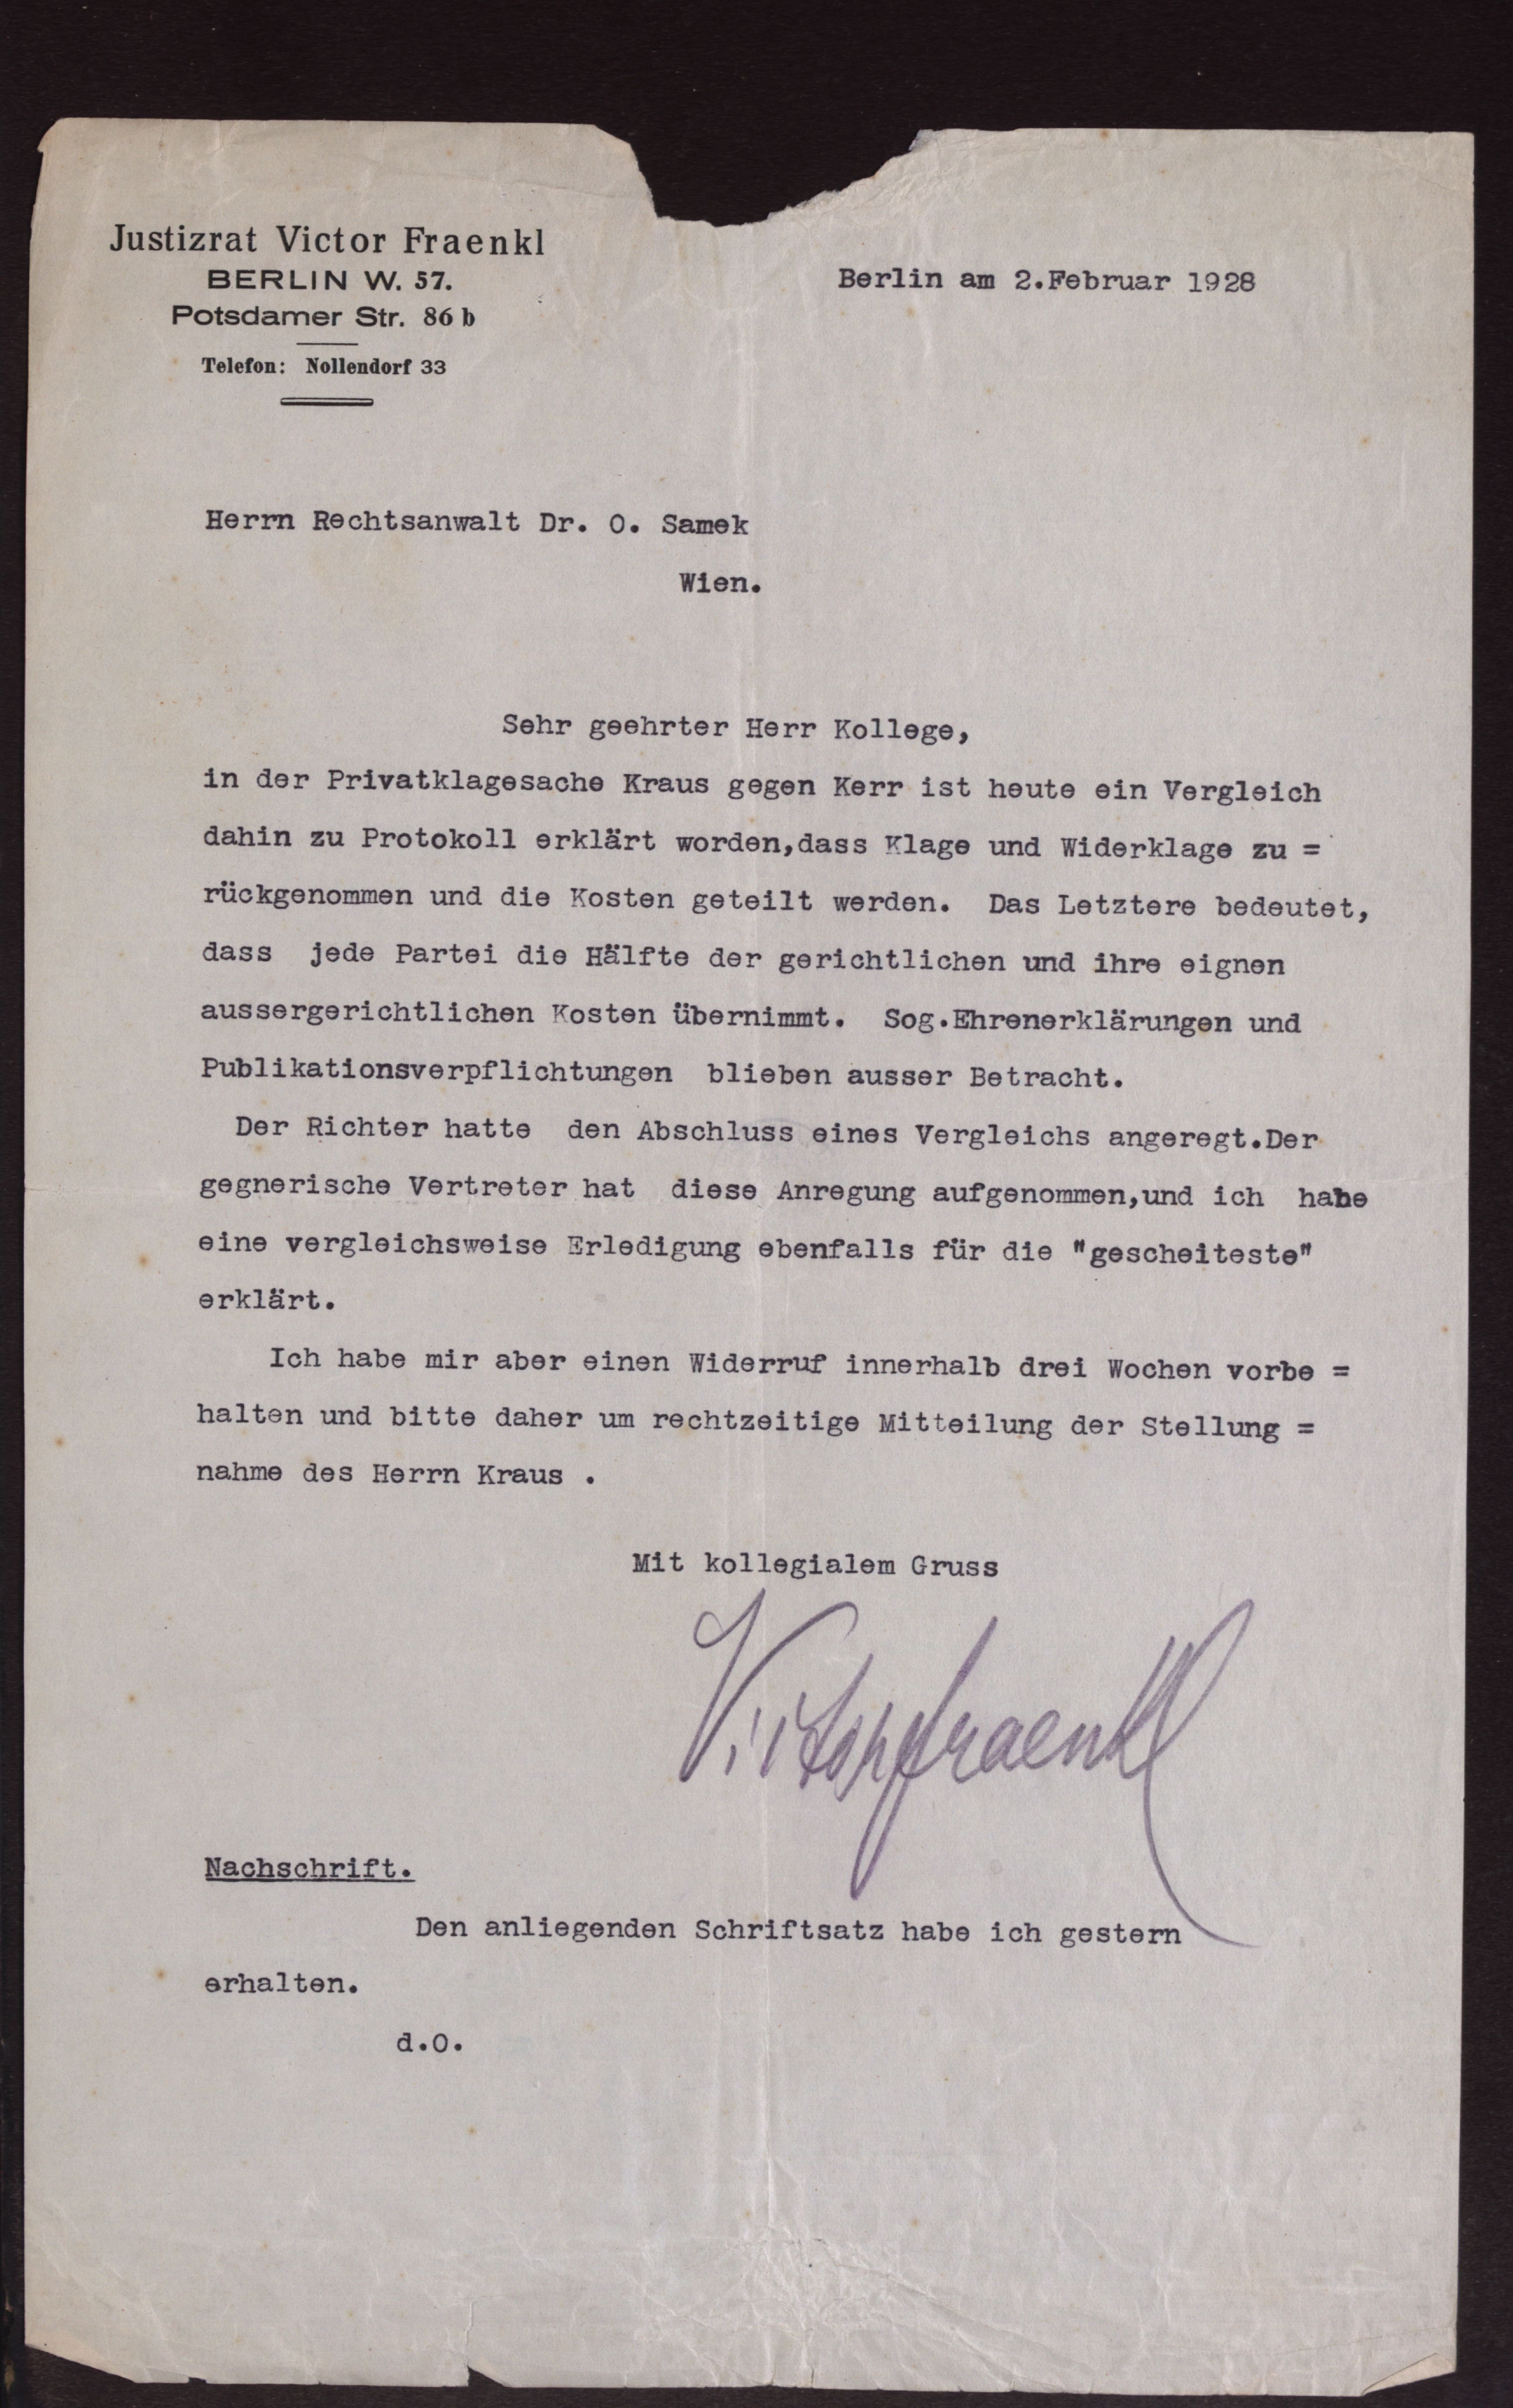 Justizrat Victor Fraenkl
BERLIN W. 57.
Potsdamer Str. 86 b
Telefon: Nollendorf 33
Berlin am 2.Februar 1928
Herrn Rechtsanwalt Dr. O. Samek
Wien.
Sehr geehrter Herr Kollege,
in der Privatklagesache Kraus gegen Kerr ist heute ein Vergleich
dahin zu Protokoll erklärt worden,dass Klage und Widerklage zu =
rückgenommen und die Kosten geteilt werden. Das Letztere bedeutet,
dass jede Partei die Hälfte der gerichtlichen und ihre eignen
aussergerichtlichen Kosten übernimmt. Sog.Ehrenerklärungen und
Publikationsverpflichtungen blieben ausser Betracht.
Der Richter hatte den Abschluss eines Vergleichs angeregt.Der
gegnerische Vertreter hat diese Anregung aufgenommen,und ich habe
eine vergleichsweise Erledigung ebenfalls für die "gescheiteste"
erklärt.
Ich habe mir aber einen Widerruf innerhalb drei Wochen vorbe =
halten und bitte daher um rechtzeitige Mitteilung der Stellung =
nahme des Herrn Kraus .
Mit kollegialem Gruss
Victor Fraenkl
Nachschrift.
Den anliegenden Schriftsatz habe ich gestern
erhalten.
d.O.